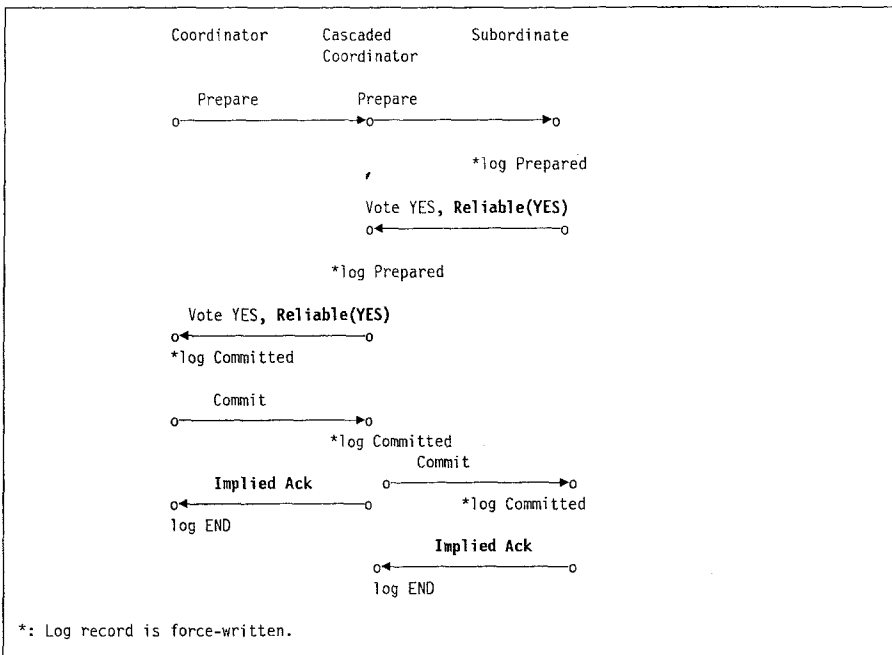 Coordinator Cascaded Subordinate
Coordinator
Prepare Prepare
*log Prepared
Vote YES, Reliable(YES)
*log Prepared
Vote YES, Reliable(YES)
*log Committed
Commit
*log Committed
Commit
Implied Ack
*log Committed
log END
Implied Ack
log END
*: Log record is force-written.